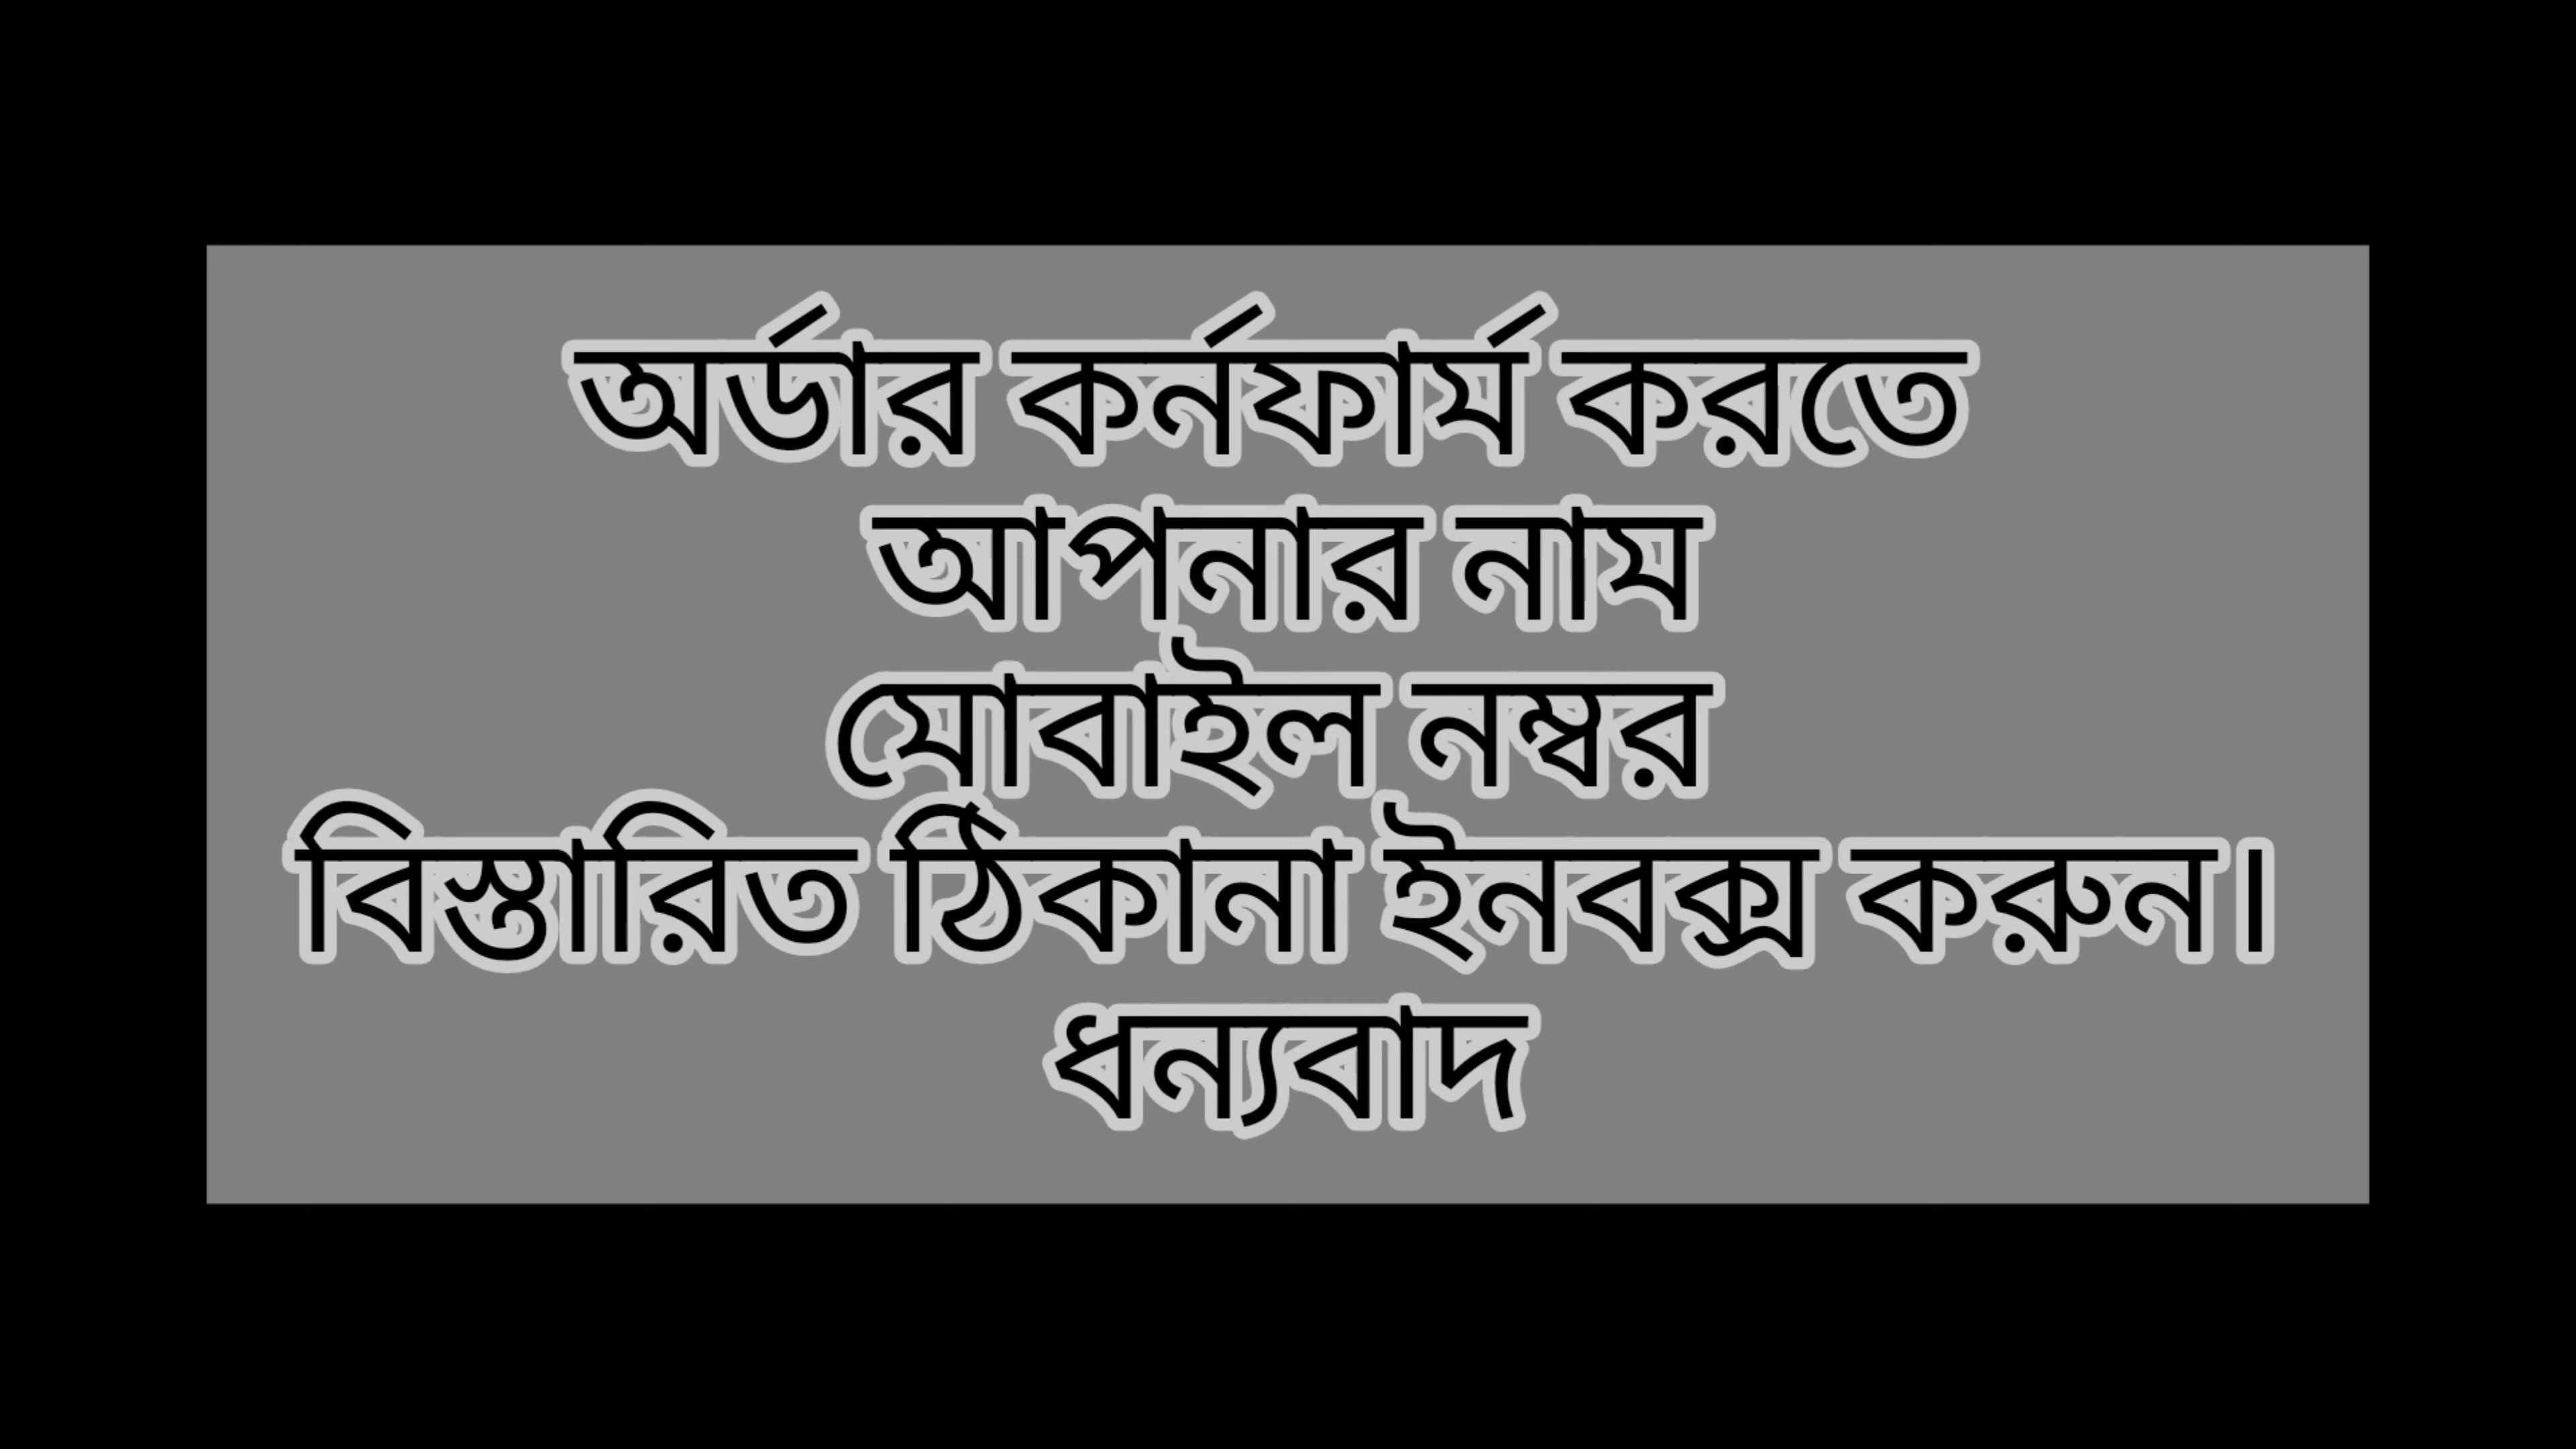 অর্ডার কর্নফার্ম করতে
আপনার নাম
মোবাইল নম্বর
বিস্তারিত ঠিকানা ইনবক্স করুন।
ধন্যবাদ